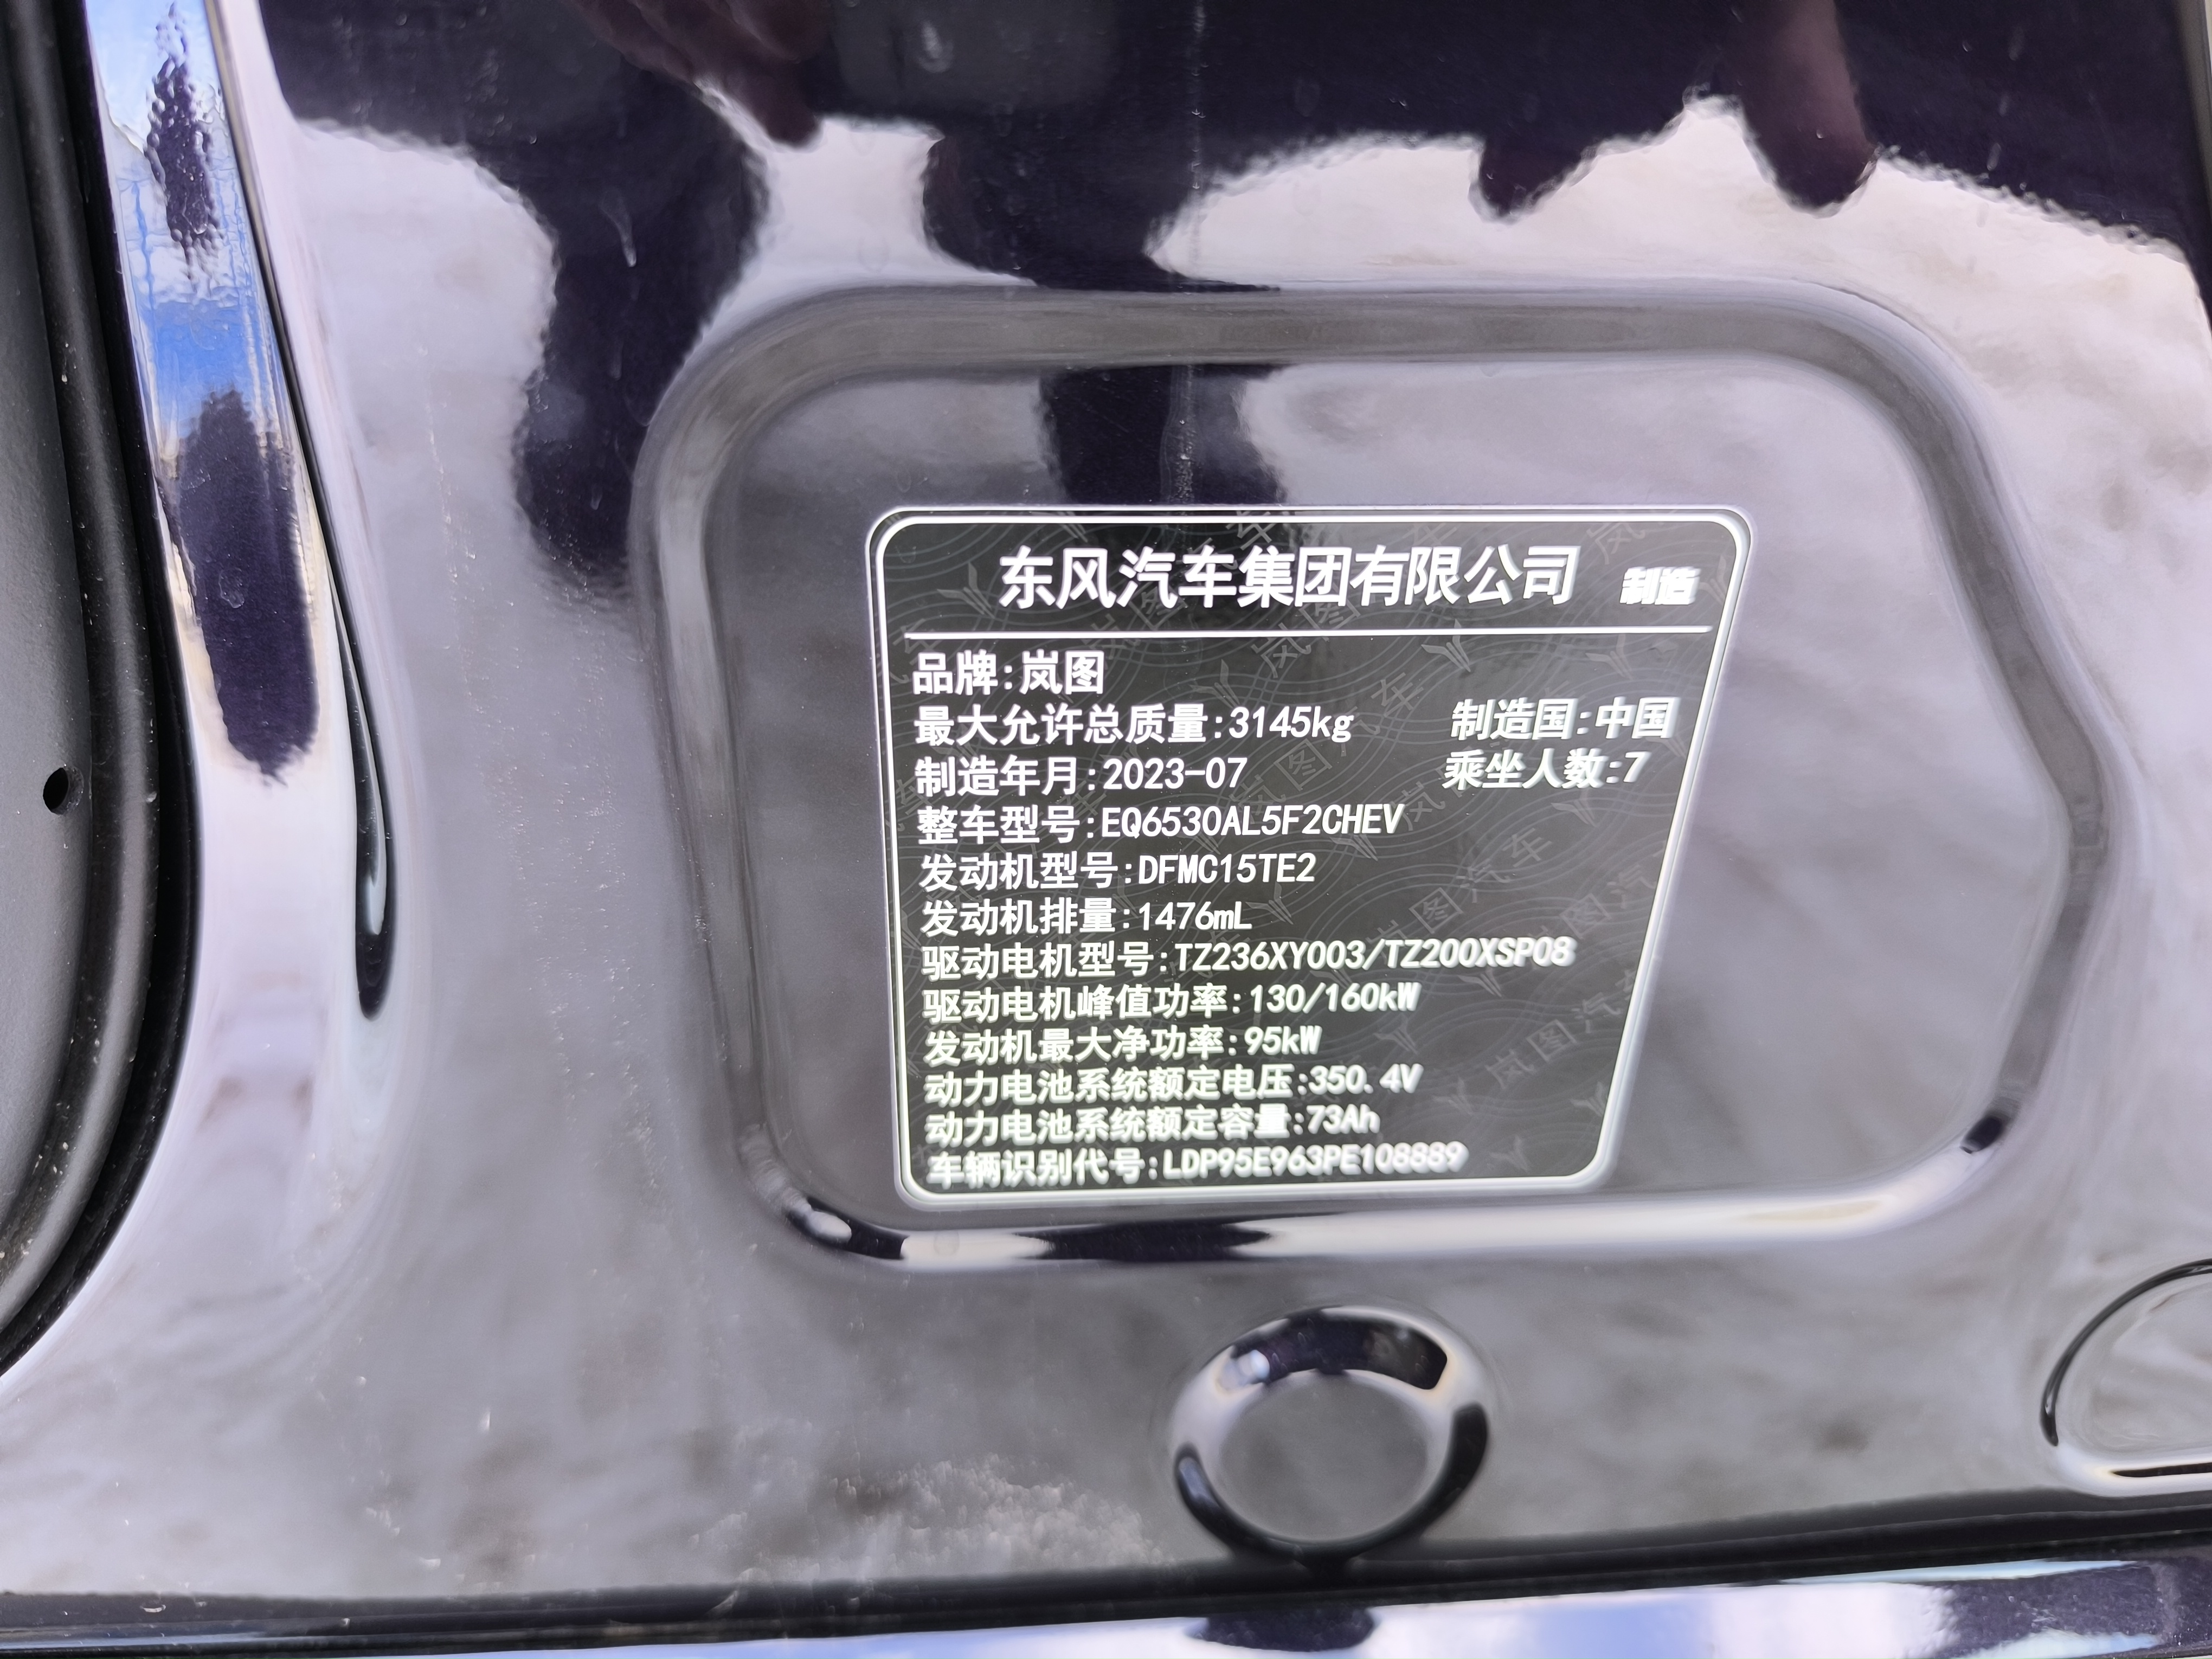 东风汽车集团有限公司 制造
品牌:岚图
最大允许总质量:3145kg 制造国:中国
制造年月:2023-07 乘坐人数:7
整车型号:EQ6530AL5F2CHEV
发动机型号:DFMC15TE2
发动机排量:1476mL
驱动电机型号:TZ236XY003/TZ200XSP08
驱动电机峰值功率:130/160kW
发动机最大净功率:95kW
动力电池系统额定电压:350.4V
动力电池系统额定容量:73Ah
车辆识别代号:LDP95E963PE108889